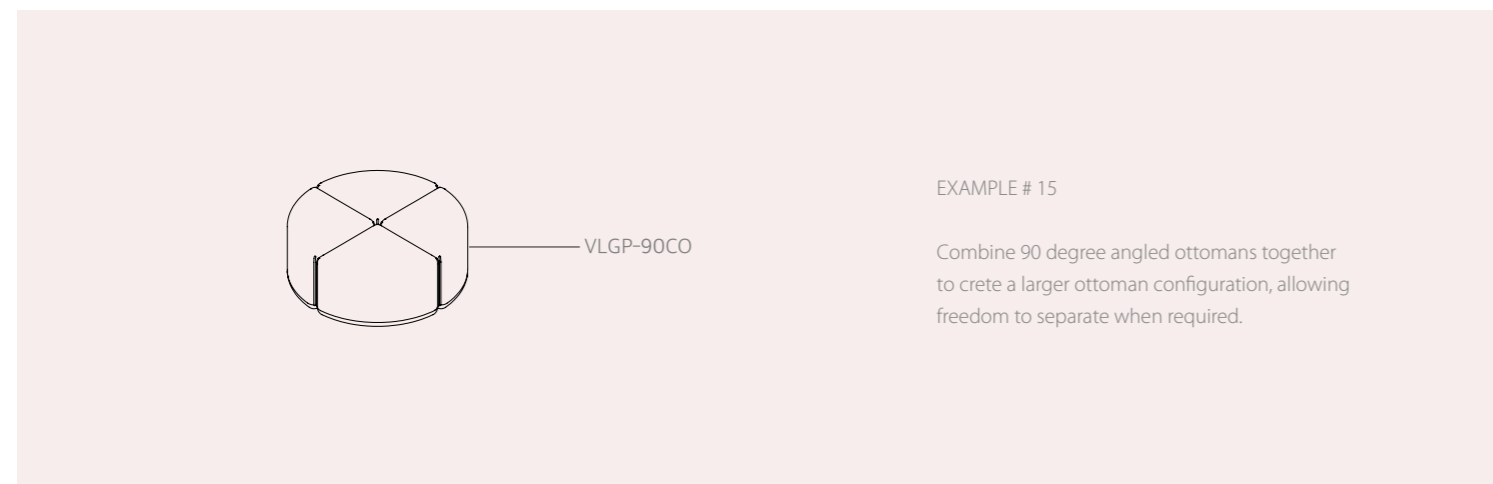 VLGP-90CO
EXAMPLE # 15
Combine 90 degree angled ottomans together
to crete a larger ottoman configuration, allowing
freedom to separate when required.